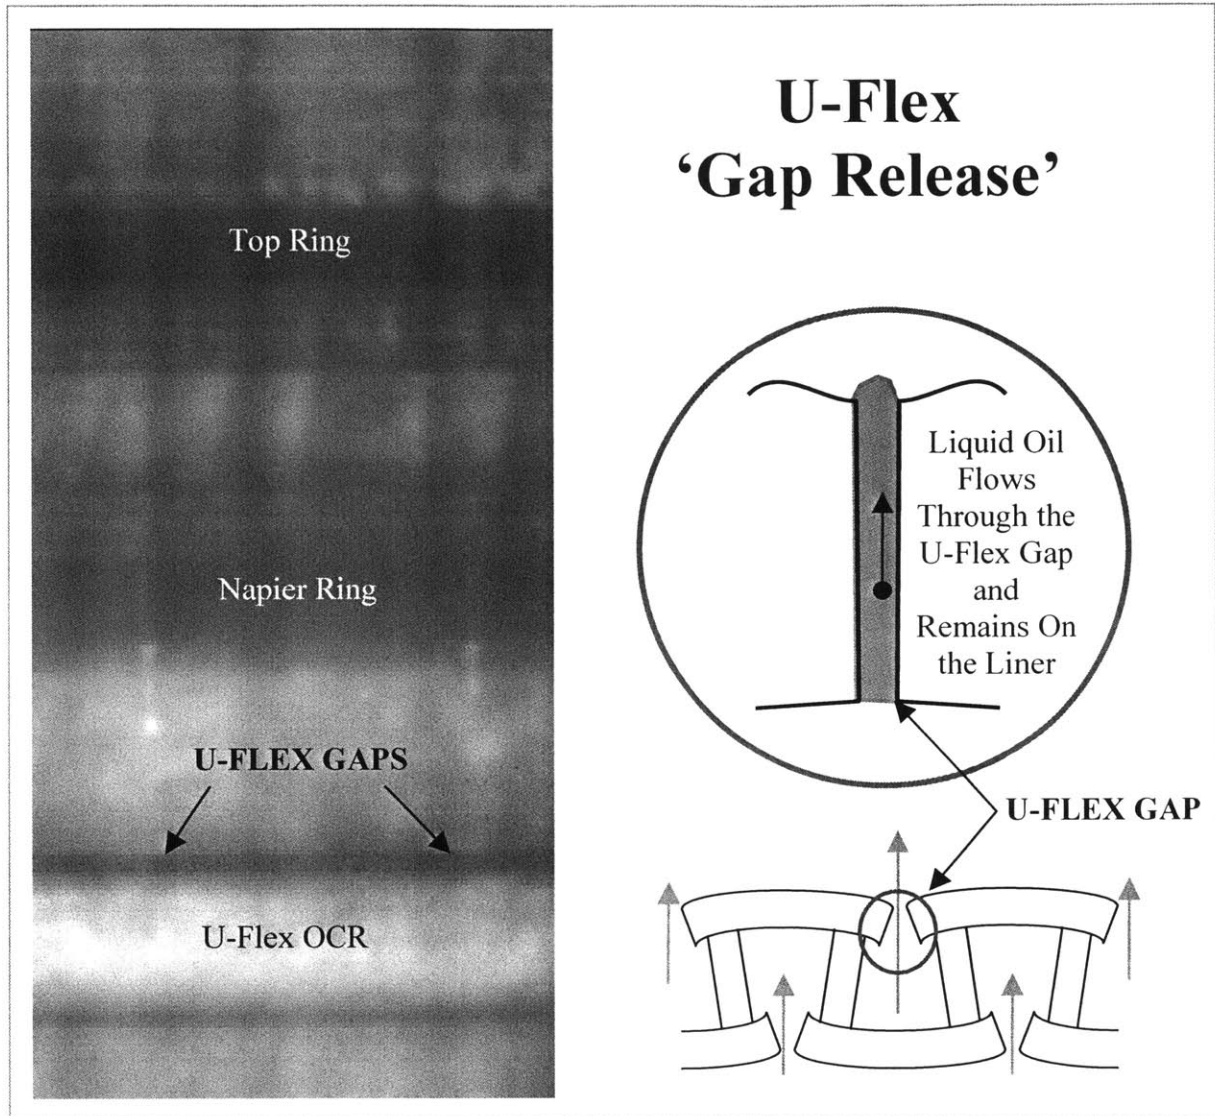 U-Flex
‘Gap Release’
Top Ring
Napier Ring
U-FLEX GAPS
U-Flex OCR
Liquid Oil
Flows
Through the
U-Flex Gap
and
Remains On
the Liner
U-FLEX GAP